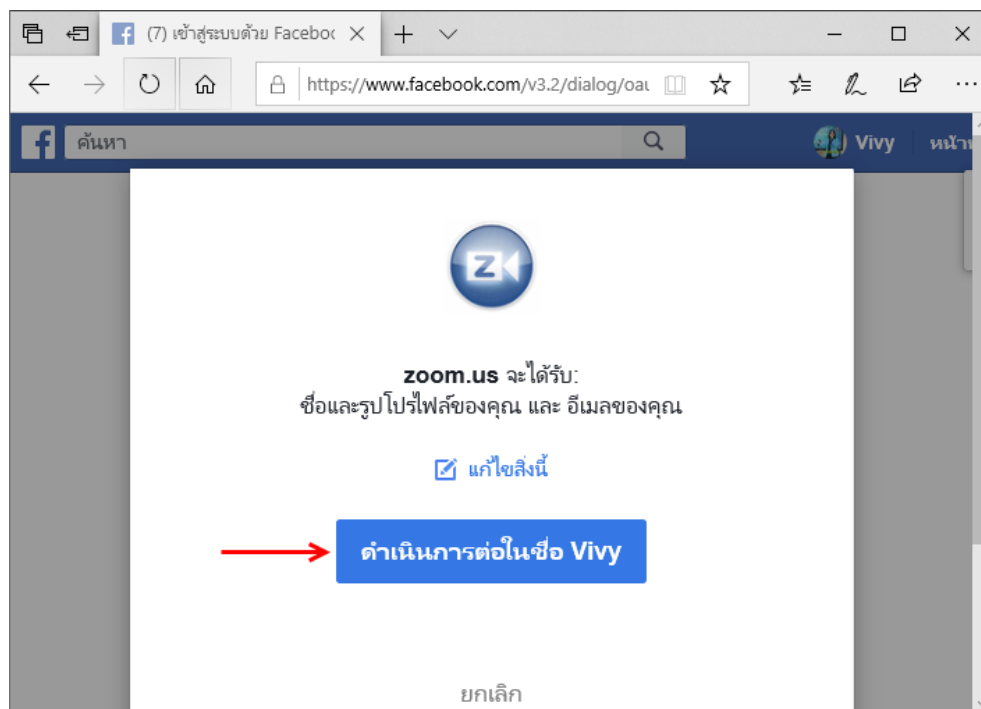 (7) เข้าสู่ระบบด้วย Faceboo
https://www.facebook.com/v3.2/dialog/oau
ค้นหา
Vivy
หน้า
Z
zoom.us จะได้รับ:
ชื่อและรูปโปรไฟล์ของคุณ และ อีเมลของคุณ
แก้ไขสิ่งนี้
ดำเนินการต่อในชื่อ Vivy
ยกเลิก